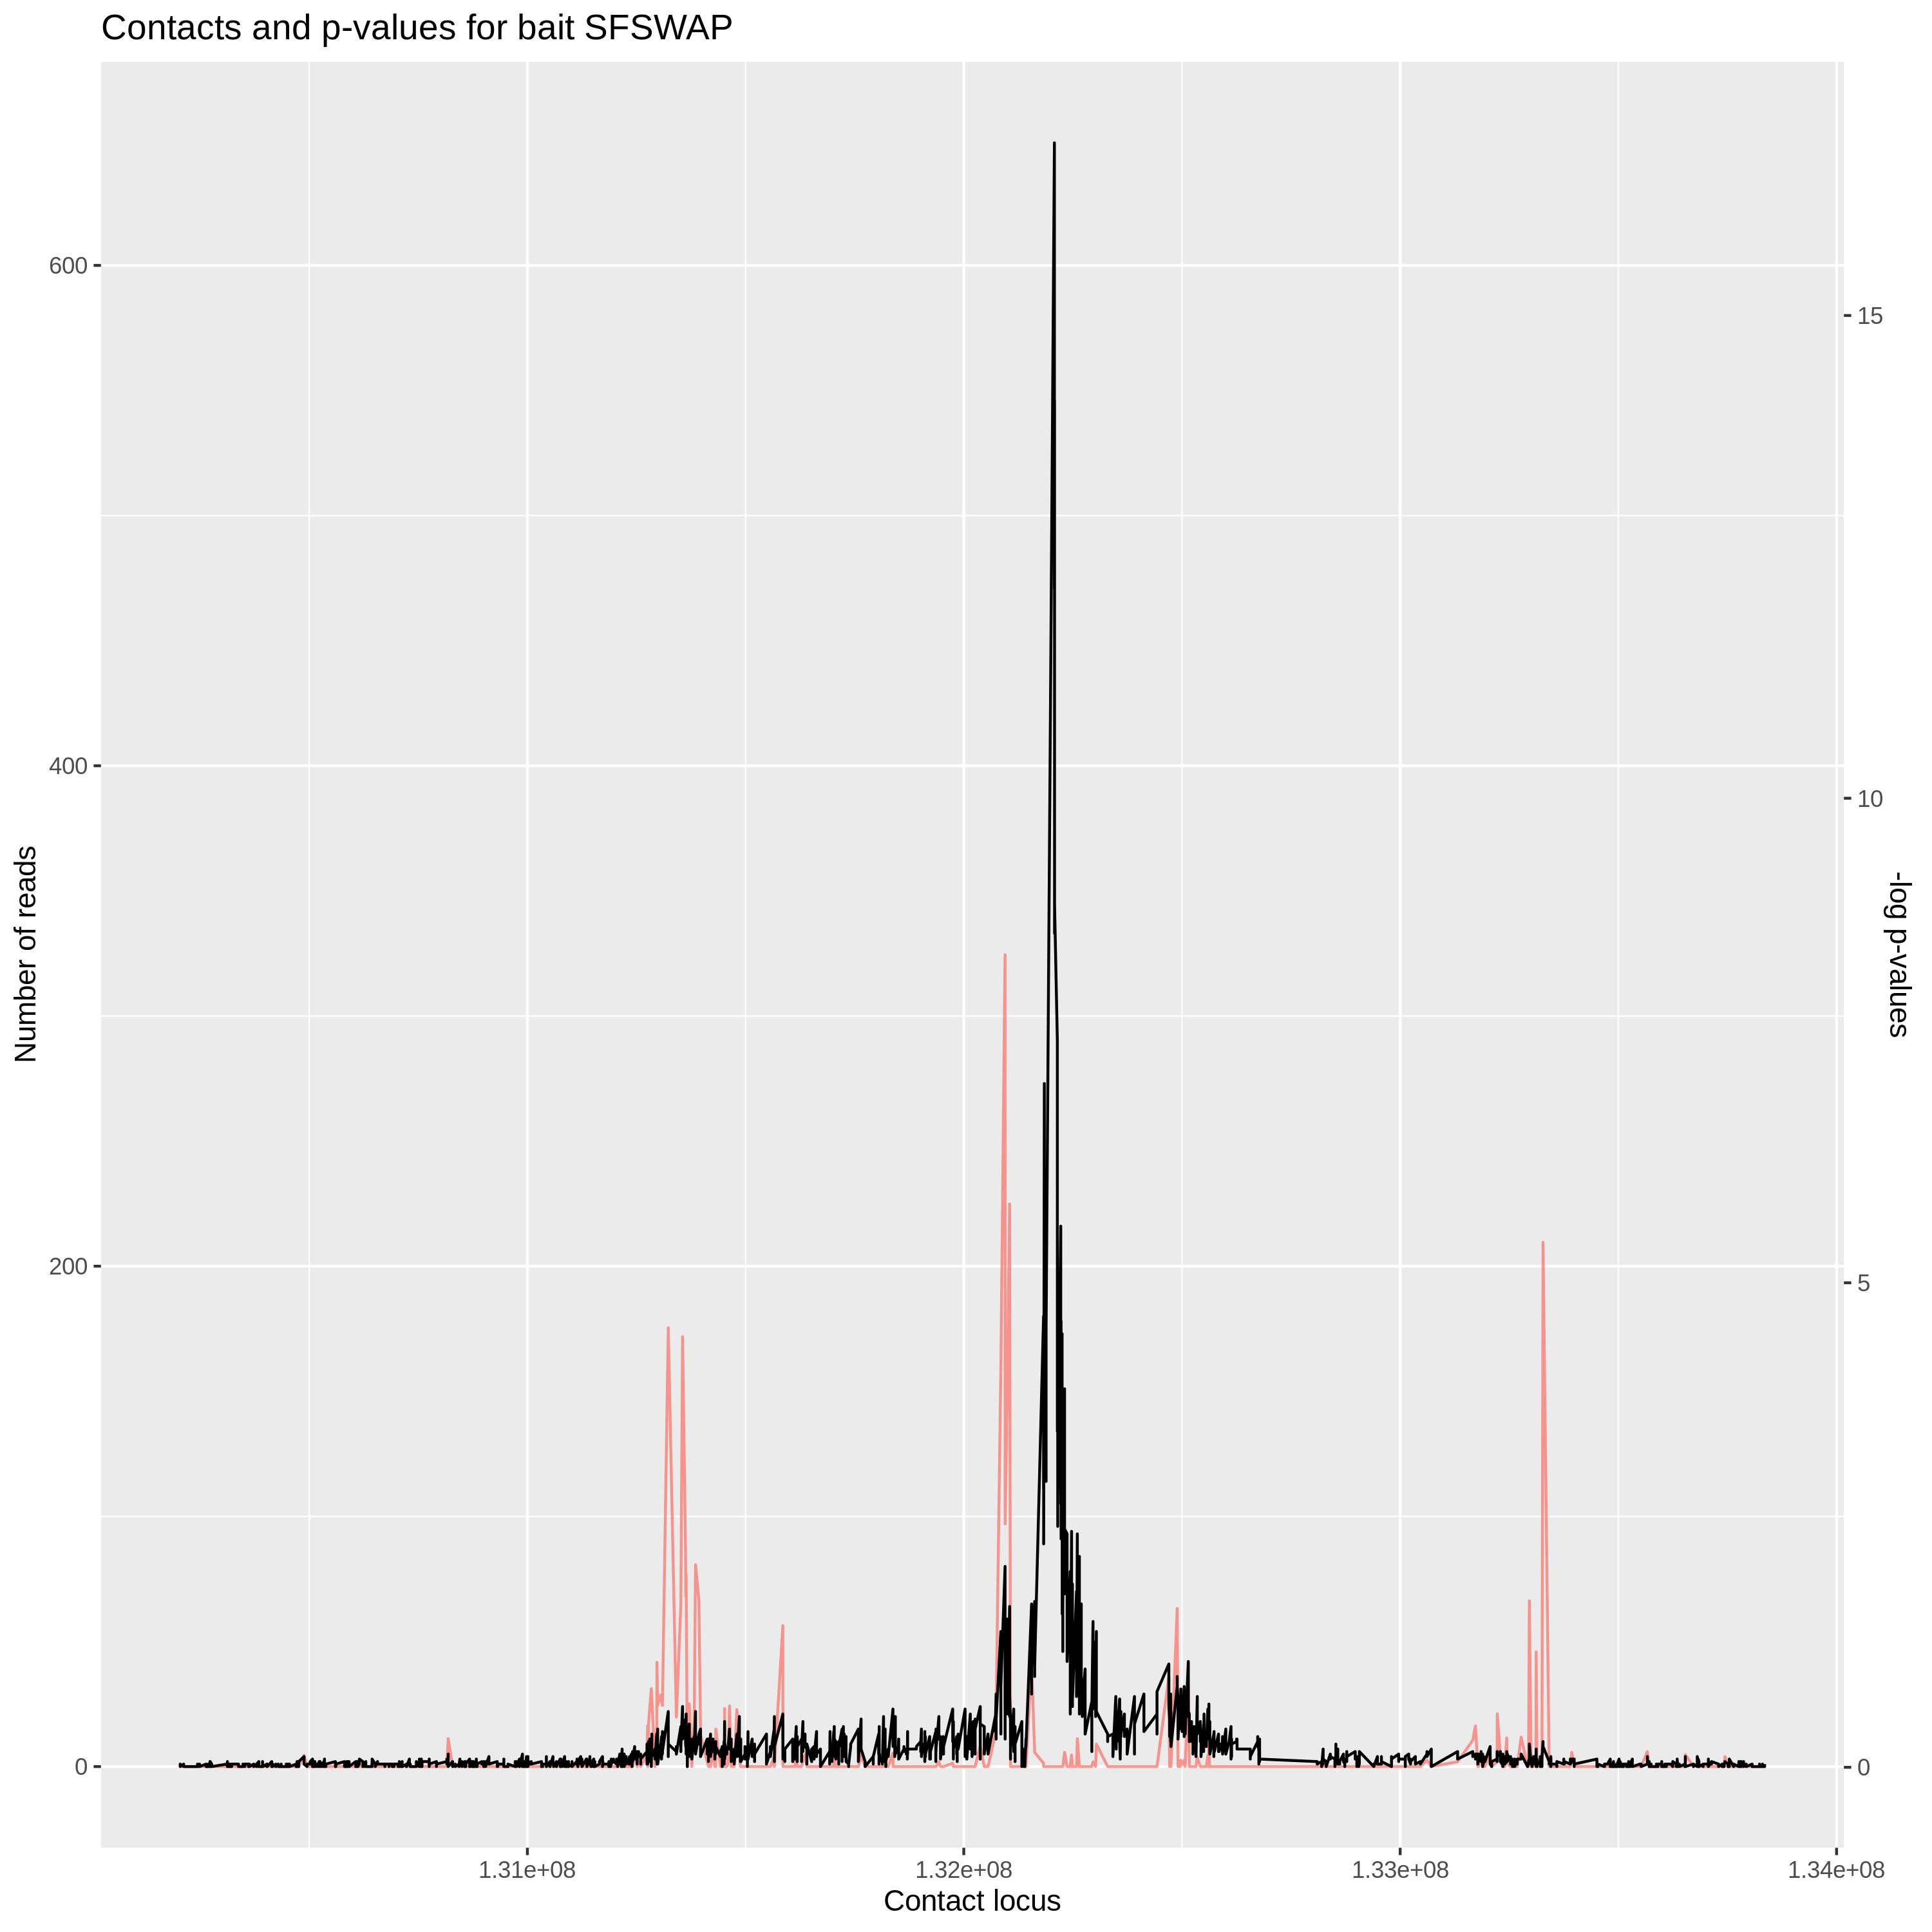 Contacts and p-values for bait SFSWAP
600
400
200
0
Number of reads
15
10
5
0
-log p-values
1.31e+08
1.32e+08
1.33e+08
1.34e+08
Contact locus